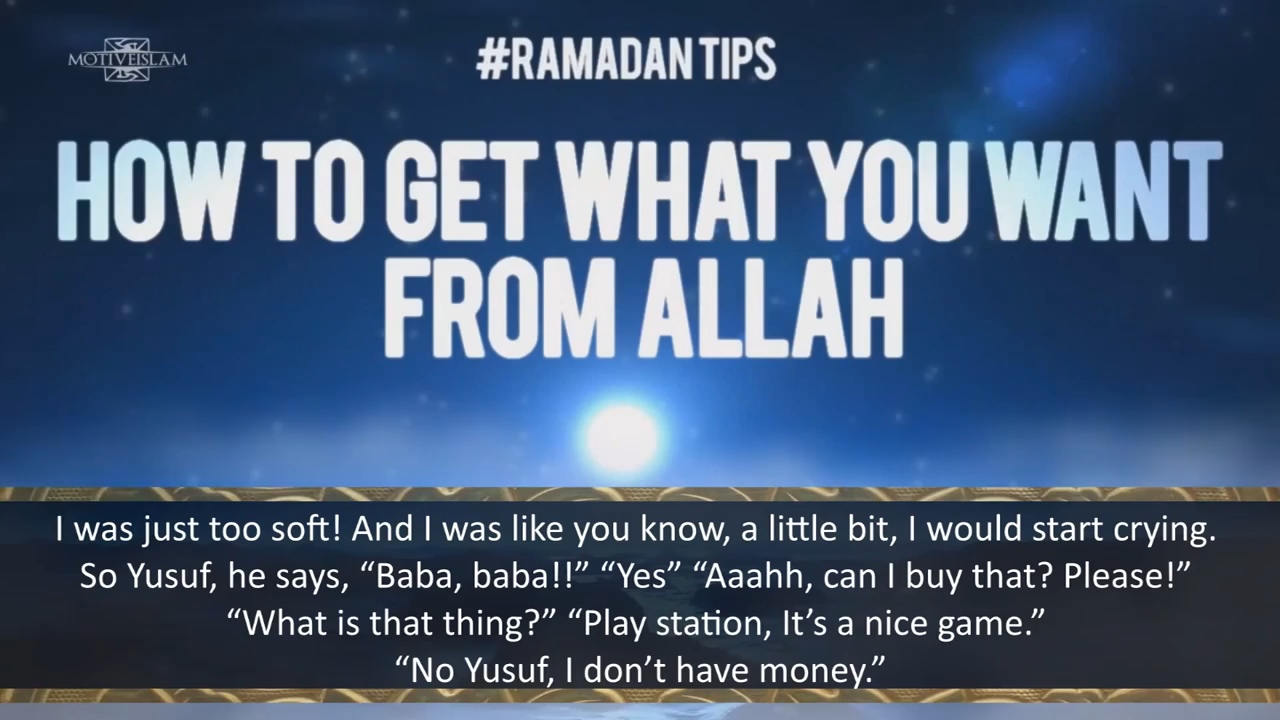 MOTIVEISLAM
#RAMADAN TIPS
HOW TO GET WHAT YOU WANT
FROM ALLAH
I was just too soft! And I was like you know, a little bit, I would start crying.
So Yusuf, he says, “Baba, baba!!” “Yes” “Aaahh, can I buy that? Please!”
“What is that thing?” “Play station, It’s a nice game.”
“No Yusuf, I don’t have money.”